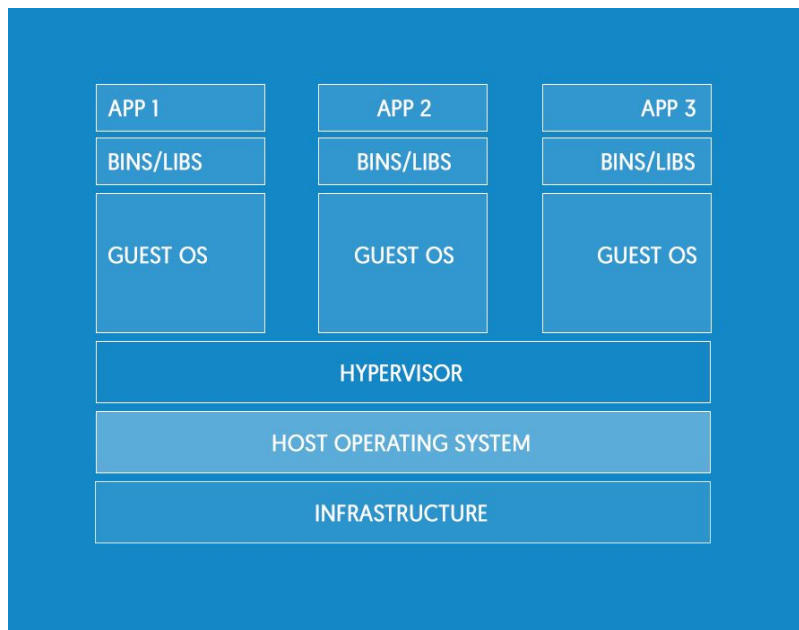 APP 1
APP 2
APP 3
BINS/LIBS
BINS/LIBS
BINS/LIBS
GUEST OS
GUEST OS
GUEST OS
HYPERVISOR
HOST OPERATING SYSTEM
INFRASTRUCTURE